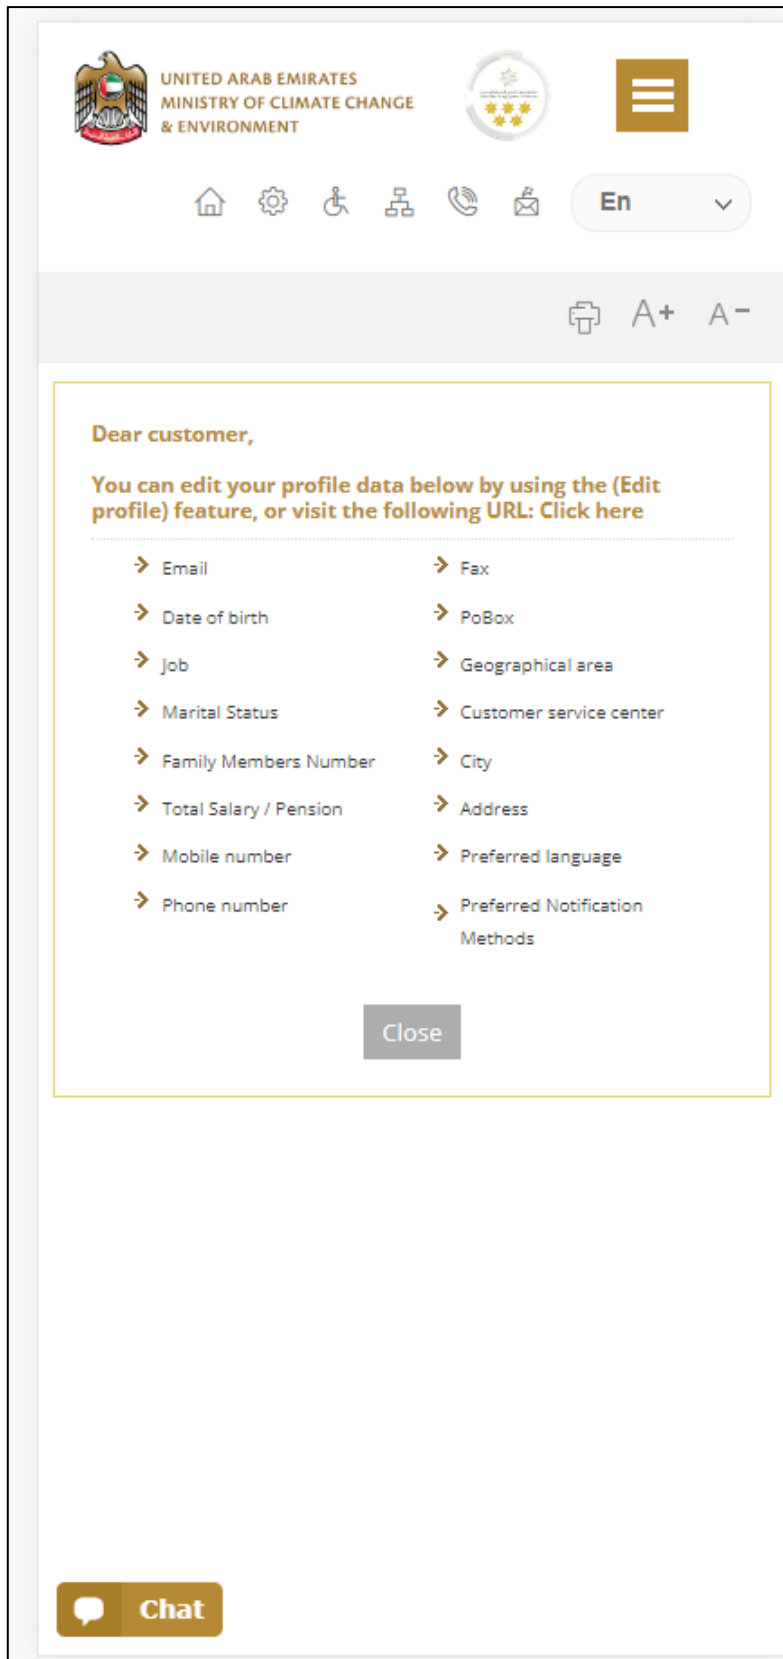 UNITED ARAB EMIRATES
MINISTRY OF CLIMATE CHANGE
& ENVIRONMENT
En
A+ A-
Dear customer,
You can edit your profile data below by using the (Edit
profile) feature, or visit the following URL: Click here
Email
Fax
Date of birth
PoBox
Job
Geographical area
Marital Status
Customer service center
Family Members Number
City
Total Salary / Pension
Address
Mobile number
Preferred language
Phone number
Preferred Notification
Methods
Close
Chat